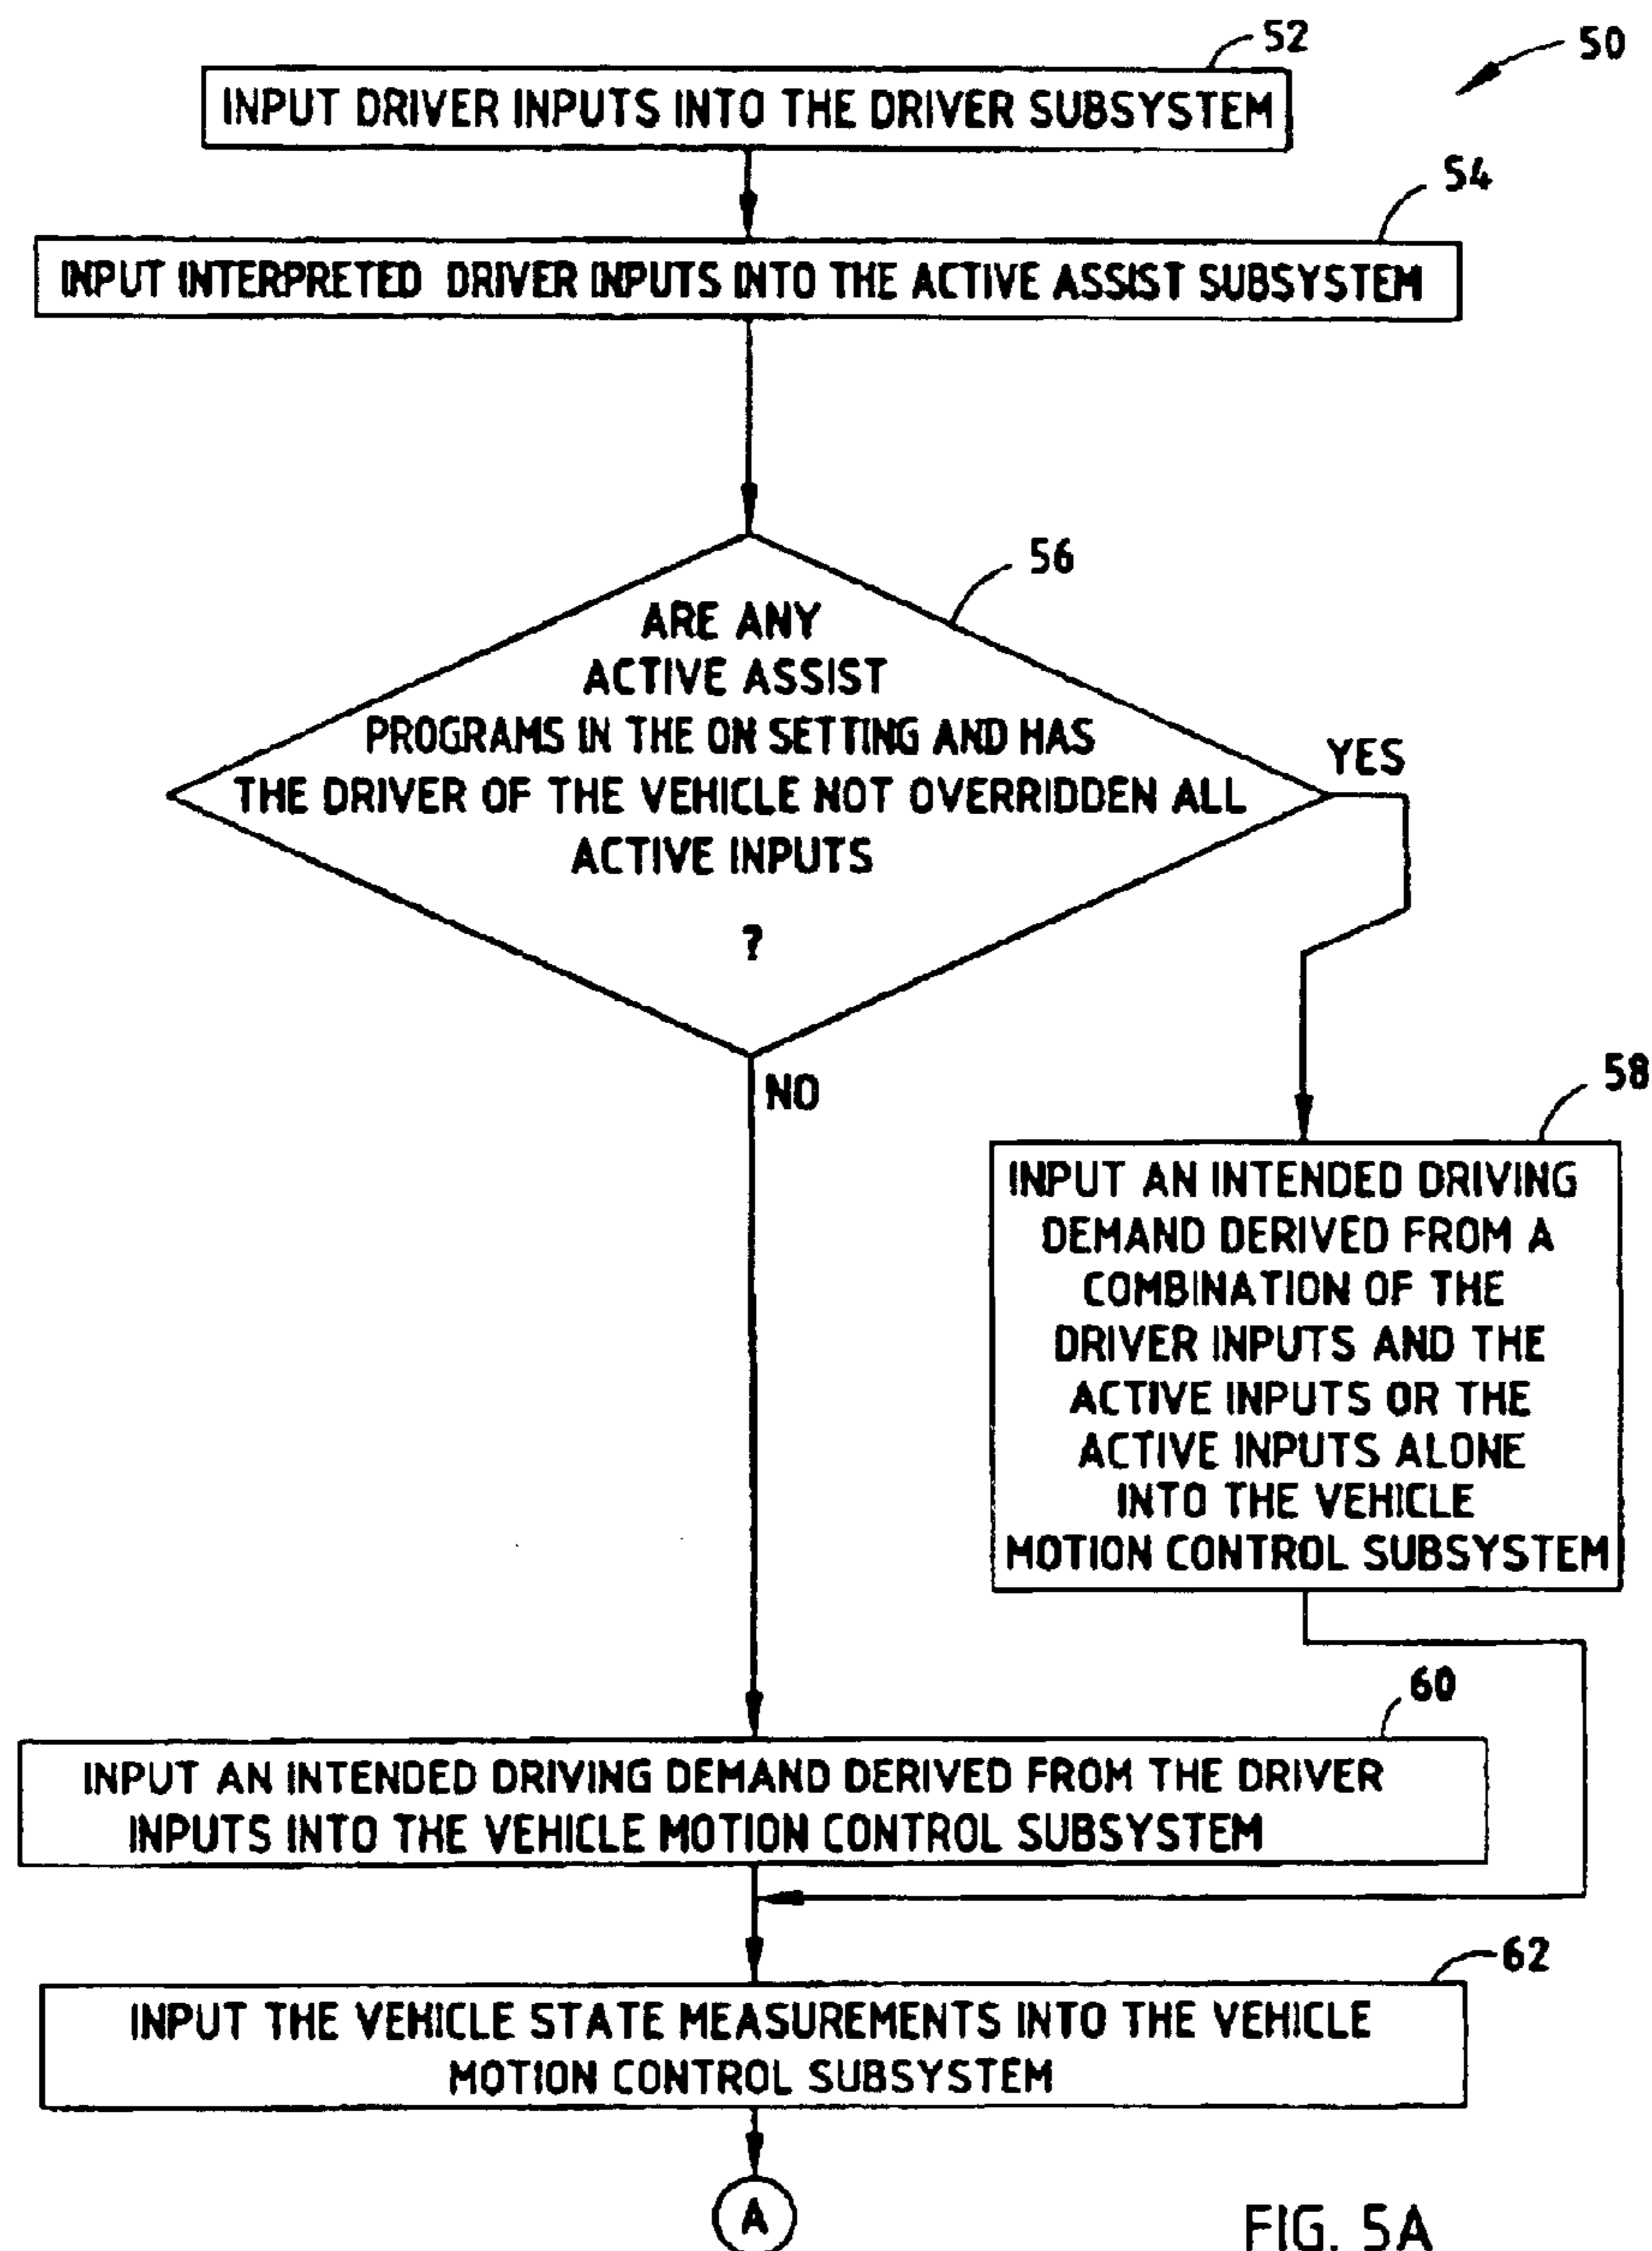 52
50
INPUT DRIVER INPUTS INTO THE DRIVER SUBSYSTEM
54
INPUT INTERPRETED DRIVER INPUTS INTO THE ACTIVE ASSIST SUBSYSTEM
56
ARE ANY
ACTIVE ASSIST
PROGRAMS IN THE ON SETTING AND HAS
THE DRIVER OF THE VEHICLE NOT OVERRIDDEN ALL
ACTIVE INPUTS
?
YES
NO
58
INPUT AN INTENDED DRIVING
DEMAND DERIVED FROM A
COMBINATION OF THE
DRIVER INPUTS AND THE
ACTIVE INPUTS OR THE
ACTIVE INPUTS ALONE
INTO THE VEHICLE
MOTION CONTROL SUBSYSTEM
60
INPUT AN INTENDED DRIVING DEMAND DERIVED FROM THE DRIVER
INPUTS INTO THE VEHICLE MOTION CONTROL SUBSYSTEM
62
INPUT THE VEHICLE STATE MEASUREMENTS INTO THE VEHICLE
MOTION CONTROL SUBSYSTEM
A
FIG. 5A